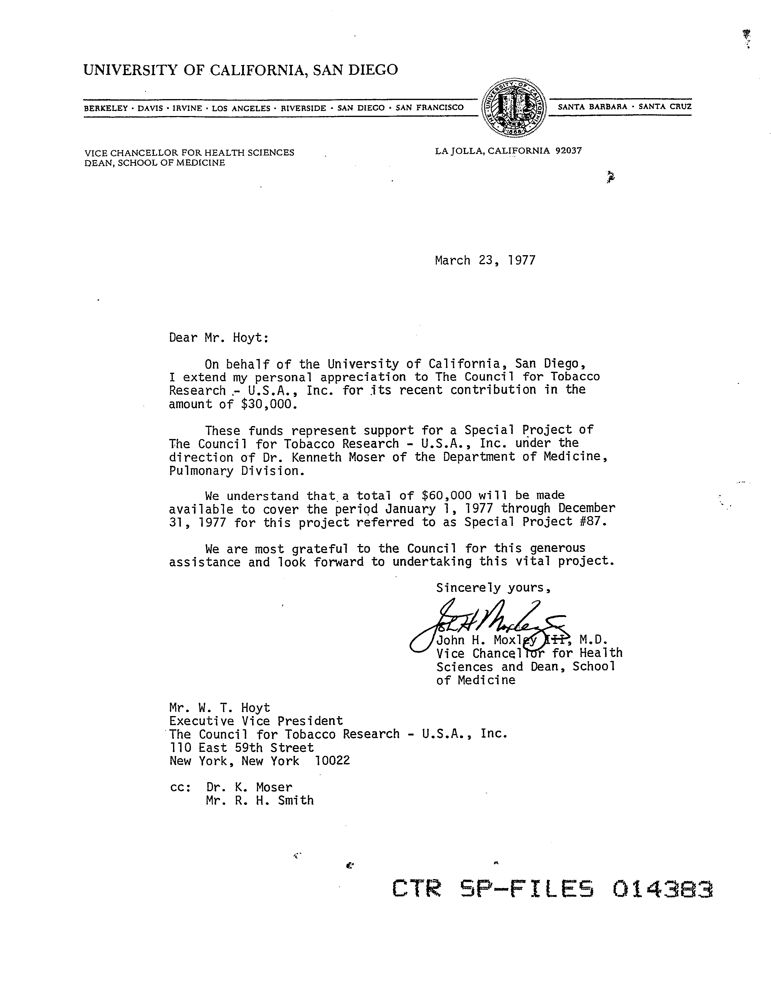 UNIVERSITY OF CALIFORNIA, SAN DIEGO
BERKELEY · DAVIS · IRVINE · LOS ANGELES · RIVERSIDE · SAN DIEGO · SAN FRANCISCO
SANTA BARBARA · SANTA CRUZ
VICE CHANCELLOR FOR HEALTH SCIENCES
DEAN, SCHOOL OF MEDICINE
LA JOLLA, CALIFORNIA 92037
March 23, 1977
Dear Mr. Hoyt:
On behalf of the University of California, San Diego,
I extend my personal appreciation to The Council for Tobacco
Research - U.S.A., Inc. for its recent contribution in the
amount of $30,000.
These funds represent support for a Special Project of
The Council for Tobacco Research - U.S.A., Inc. under the
direction of Dr. Kenneth Moser of the Department of Medicine,
Pulmonary Division.
We understand that a total of $60,000 will be made
available to cover the period January 1, 1977 through December
31, 1977 for this project referred to as Special Project #87.
We are most grateful to the Council for this generous
assistance and look forward to undertaking this vital project.
Sincerely yours,
John H. Moxley III, M.D.
Vice Chancellor for Health
Sciences and Dean, School
of Medicine
Mr. W. T. Hoyt
Executive Vice President
The Council for Tobacco Research - U.S.A., Inc.
110 East 59th Street
New York, New York 10022
cc: Dr. K. Moser
Mr. R. H. Smith
CTR SP-FILES 014383